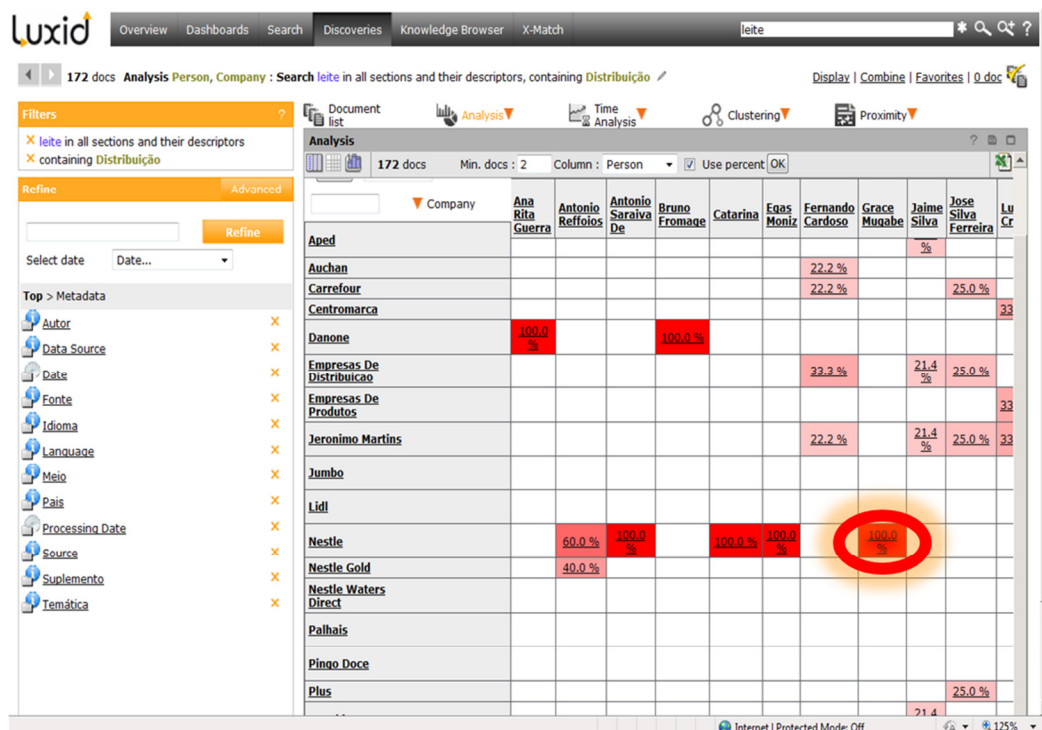 Luxid Overview Dashboards Search Discoveries Knowledge Browser X-Match leite * ?
172 docs Analysis Person, Company : Search leite in all sections and their descriptors, containing Distribuição Display | Combine | Favorites | 0 doc
Filters ?
× leite in all sections and their descriptors
× containing Distribuição
Refine Advanced
Refine
Select date Date...
Top > Metadata
Autor ×
Data Source ×
Date ×
Fonte ×
Idioma ×
Language ×
Meio ×
Pais ×
Processing Date ×
Source ×
Suplemento ×
Temática ×
Document list Analysis Time Analysis Clustering Proximity
Analysis ?
172 docs Min. docs : 2 Column : Person Use percent OK
Company Ana Rita Guerra Antonio Reffoios Antonio Saraiva De Bruno Fromage Catarina Egas Moniz Fernando Cardoso Grace Mugabe Jaime Silva Jose Silva Ferreira Lu Cr
Aped %
Auchan 22.2 %
Carrefour 22.2 % 25.0 %
Centromarca 33
Danone 100.0 % 100.0 %
Empresas De Distribuicao 33.3 % 21.4 % 25.0 %
Empresas De Produtos 33
Jeronimo Martins 22.2 % 21.4 % 25.0 % 33
Jumbo
Lidl
Nestle 60.0 % 100.0 % 100.0 % 100.0 % 100.0 %
Nestle Gold 40.0 %
Nestle Waters Direct
Palhais
Pingo Doce
Plus 25.0 %
21.4
Internet | Protected Mode: Off 125%